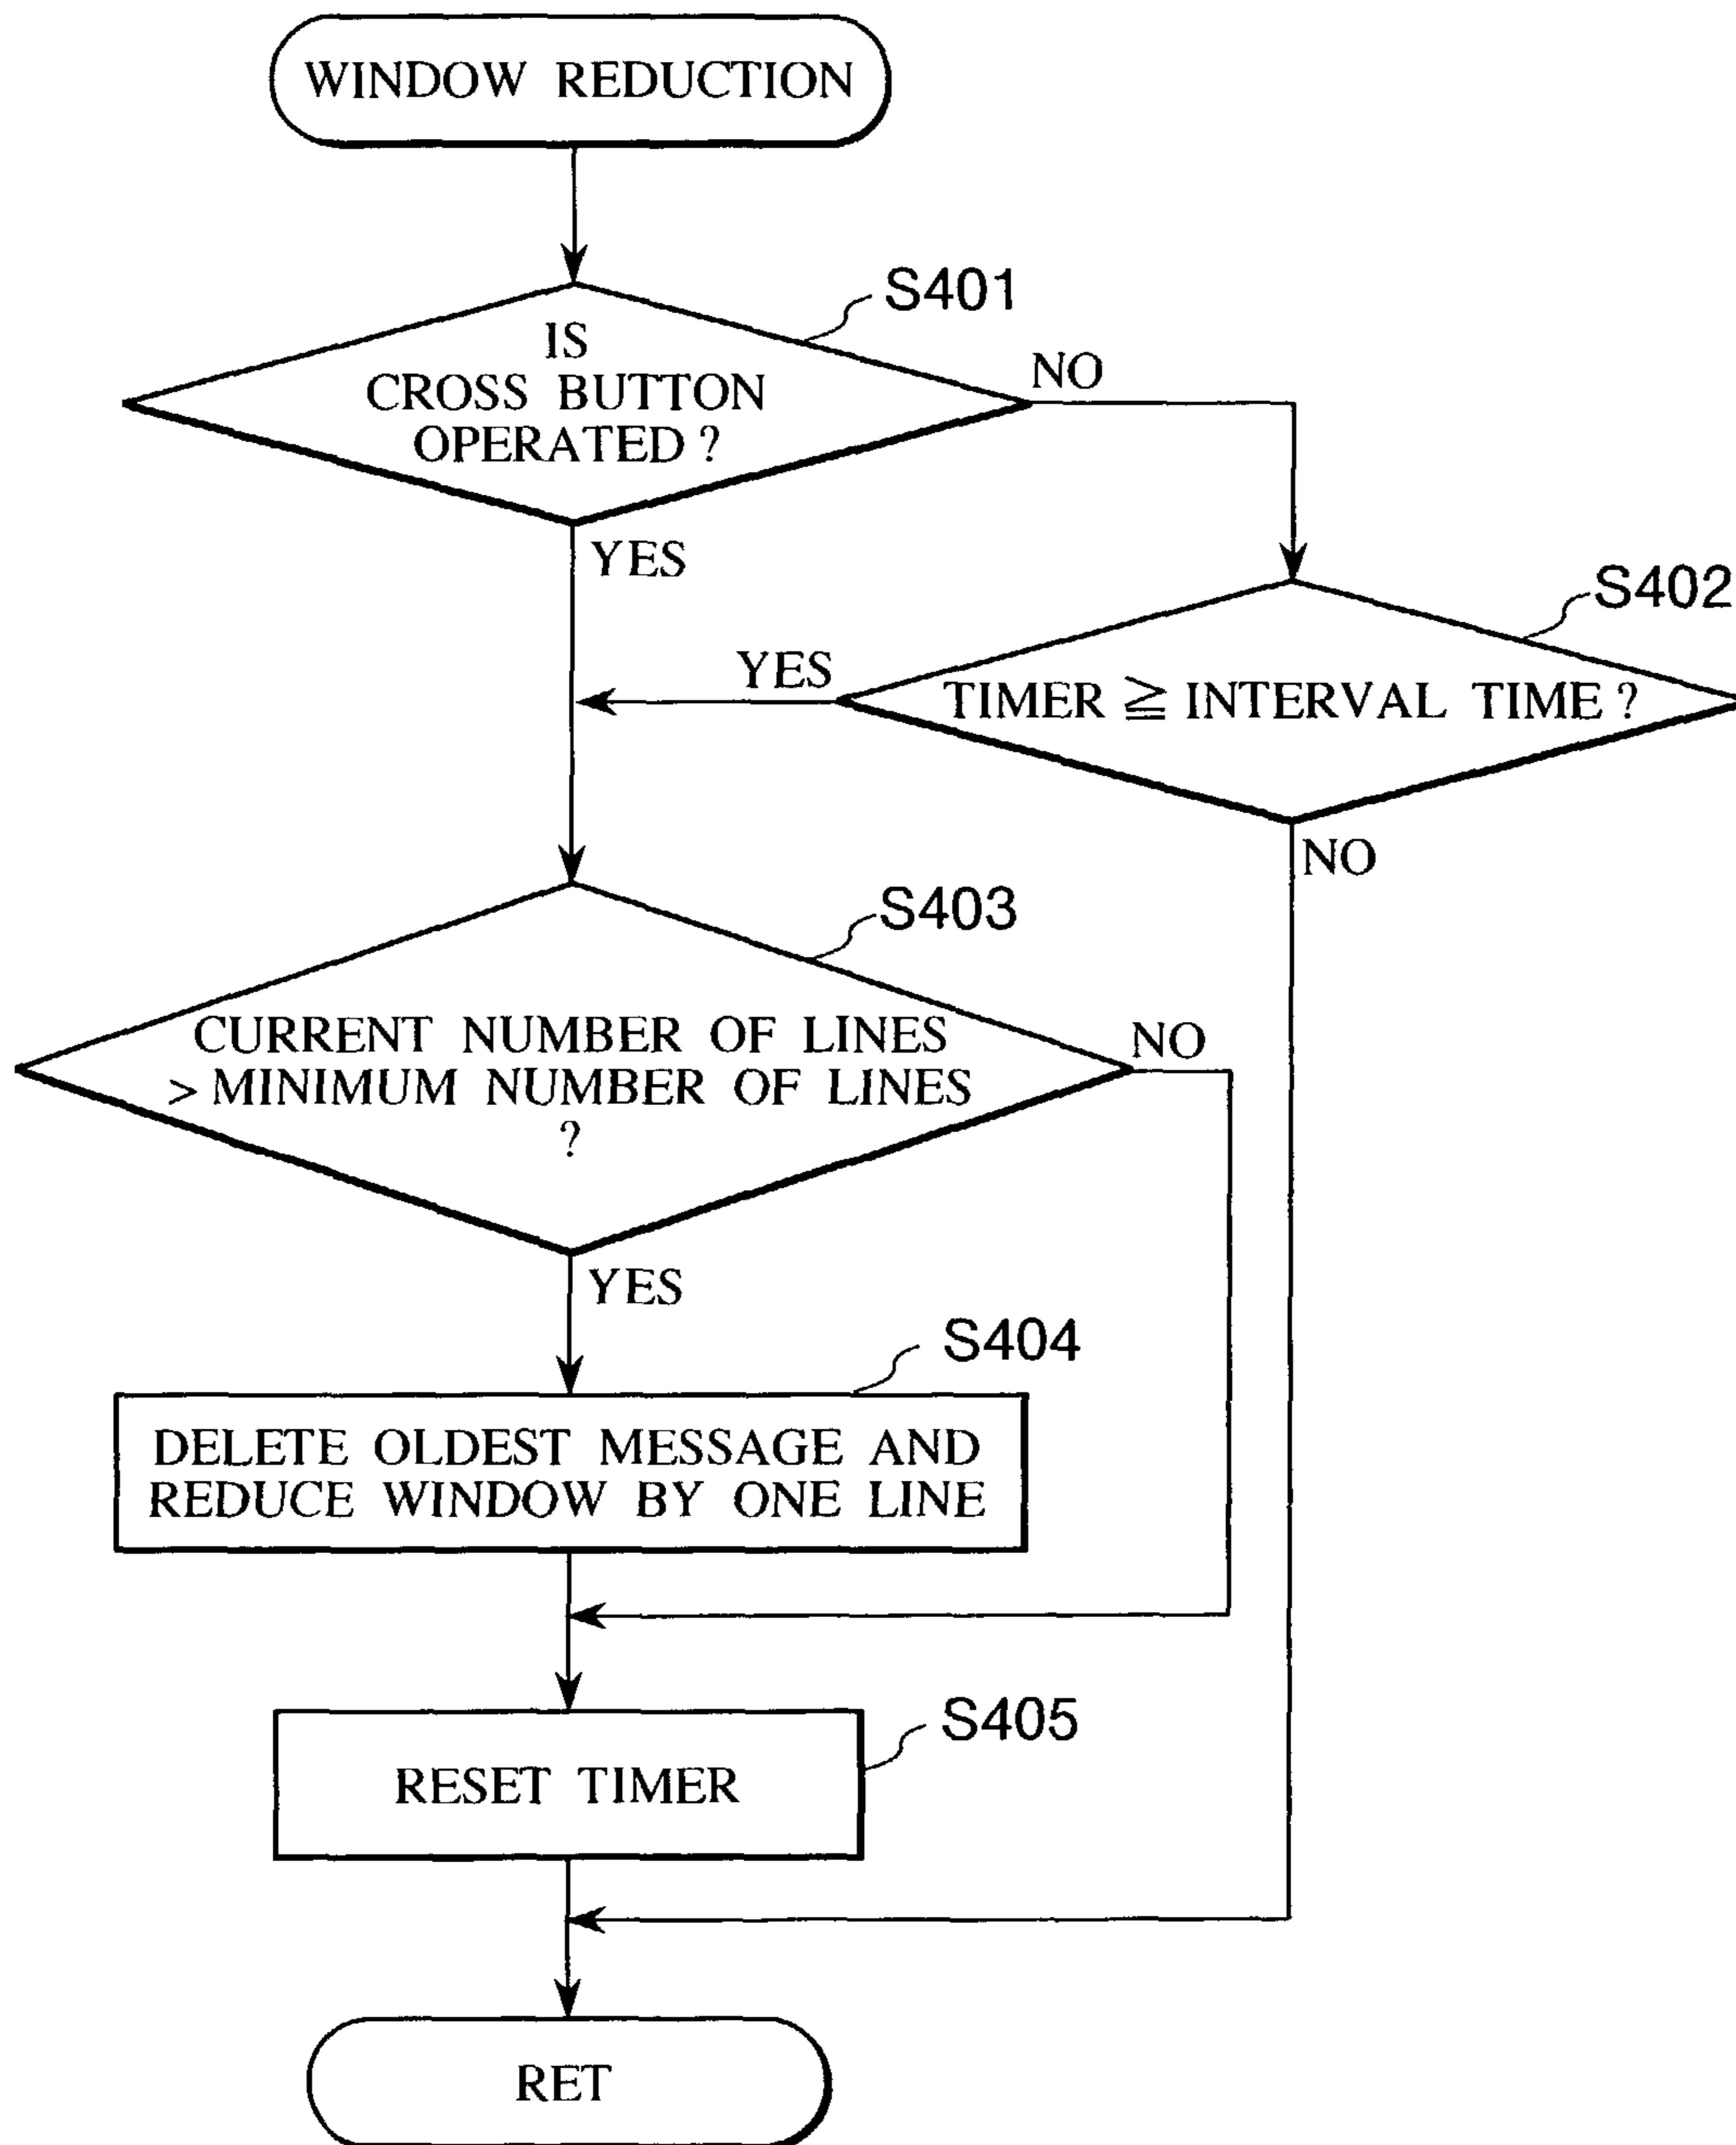 WINDOW REDUCTION
S401
IS
CROSS BUTTON
OPERATED ?
NO
YES
S402
TIMER ≧ INTERVAL TIME ?
YES
NO
S403
CURRENT NUMBER OF LINES
> MINIMUM NUMBER OF LINES
?
NO
YES
S404
DELETE OLDEST MESSAGE AND
REDUCE WINDOW BY ONE LINE
S405
RESET TIMER
RET